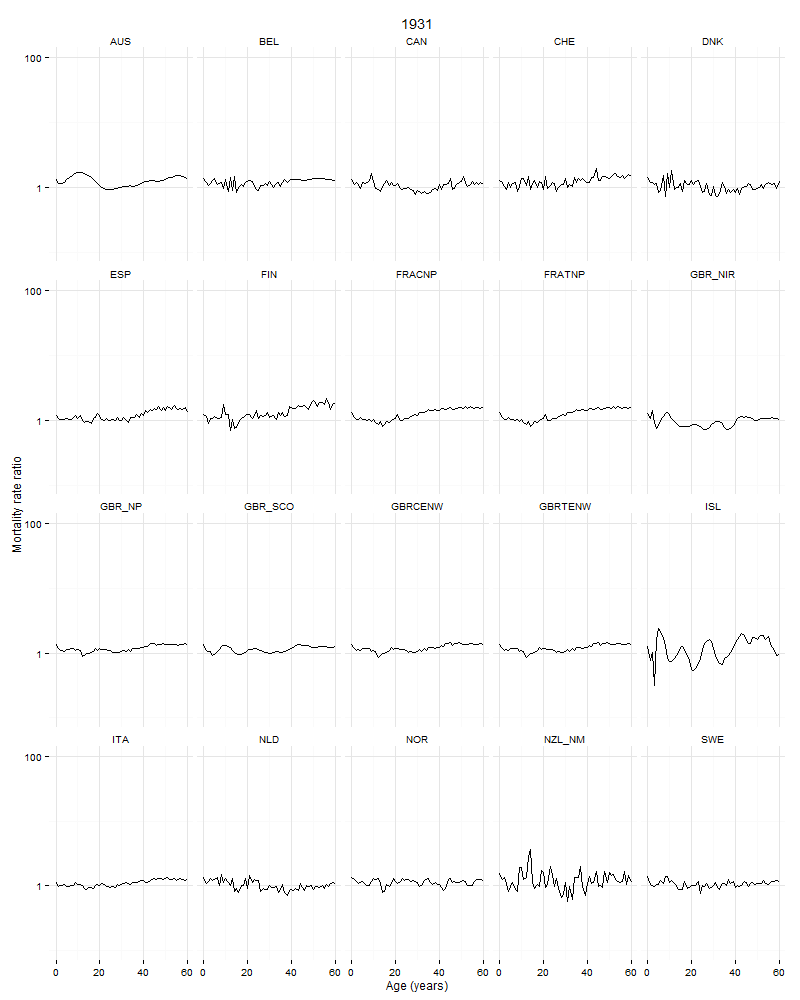 1931
AUS BEL CAN CHE DNK
100
1
ESP FIN FRACNP FRATNP GBR_NIR
100
1
Mortality rate ratio
GBR_NP GBR_SCO GBRCENW GBRTENW ISL
100
1
ITA NLD NOR NZL_NM SWE
100
1
0 20 40 60 0 20 40 60 0 20 40 60 0 20 40 60 0 20 40 60
Age (years)